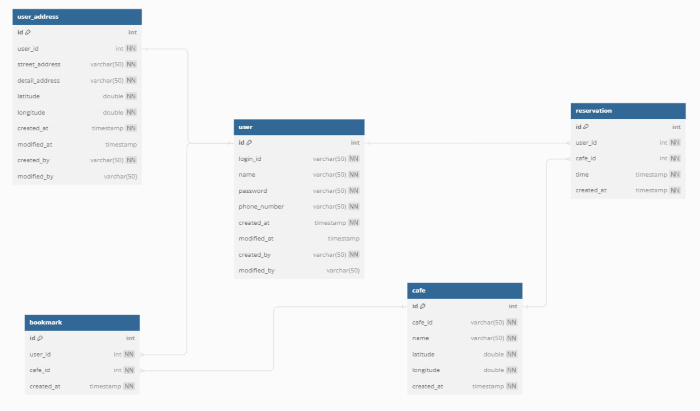 user_address
id int
user_id int NN
street_address varchar(50) NN
detail_address varchar(50) NN
latitude double NN
longitude double NN
created_at timestamp NN
modified_at timestamp
created_by varchar(50) NN
modified_by varchar(50)
user
id int
login_id varchar(50) NN
name varchar(50) NN
password varchar(50) NN
phone_number varchar(50) NN
created_at timestamp NN
modified_at timestamp
created_by varchar(50) NN
modified_by varchar(50)
reservation
id int
user_id int NN
cafe_id int NN
time timestamp NN
created_at timestamp NN
cafe
id int
cafe_id varchar(50) NN
name varchar(50) NN
latitude double NN
longitude double NN
created_at timestamp NN
bookmark
id int
user_id int NN
cafe_id int NN
created_at timestamp NN